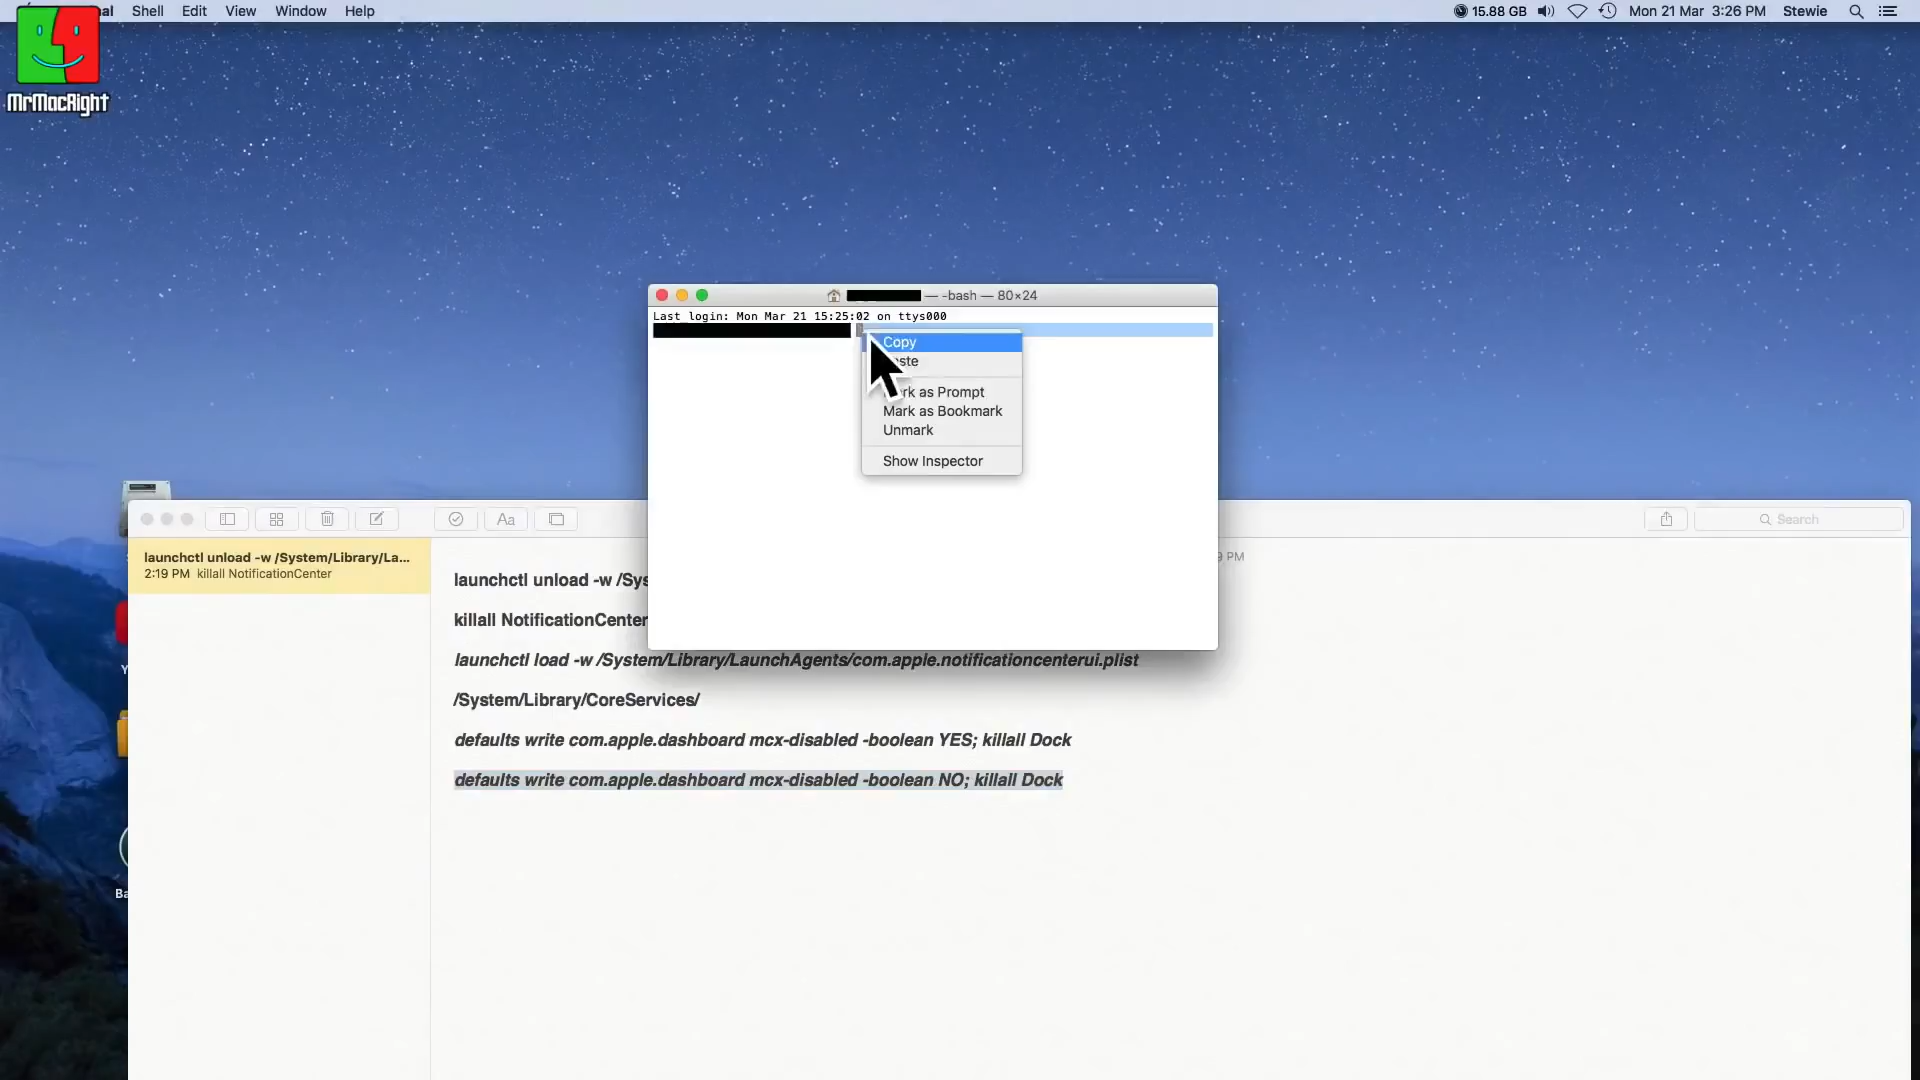 Shell Edit View Window Help
15.88 GB Mon 21 Mar 3:26 PM Stewie
MrMacRight
— -bash — 80×24
Last login: Mon Mar 21 15:25:02 on ttys000
Copy
Mark as Bookmark
Unmark
Show Inspector
Search
launchctl unload -w /System/Library/La...
2:19 PM killall NotificationCenter
launchctl unload -w
killall NotificationCenter
launchctl load -w /System/Library/LaunchAgents/com.apple.notificationcenterui.plist
/System/Library/CoreServices/
defaults write com.apple.dashboard mcx-disabled -boolean YES; killall Dock
defaults write com.apple.dashboard mcx-disabled -boolean NO; killall Dock
Aa
PM
as Prompt